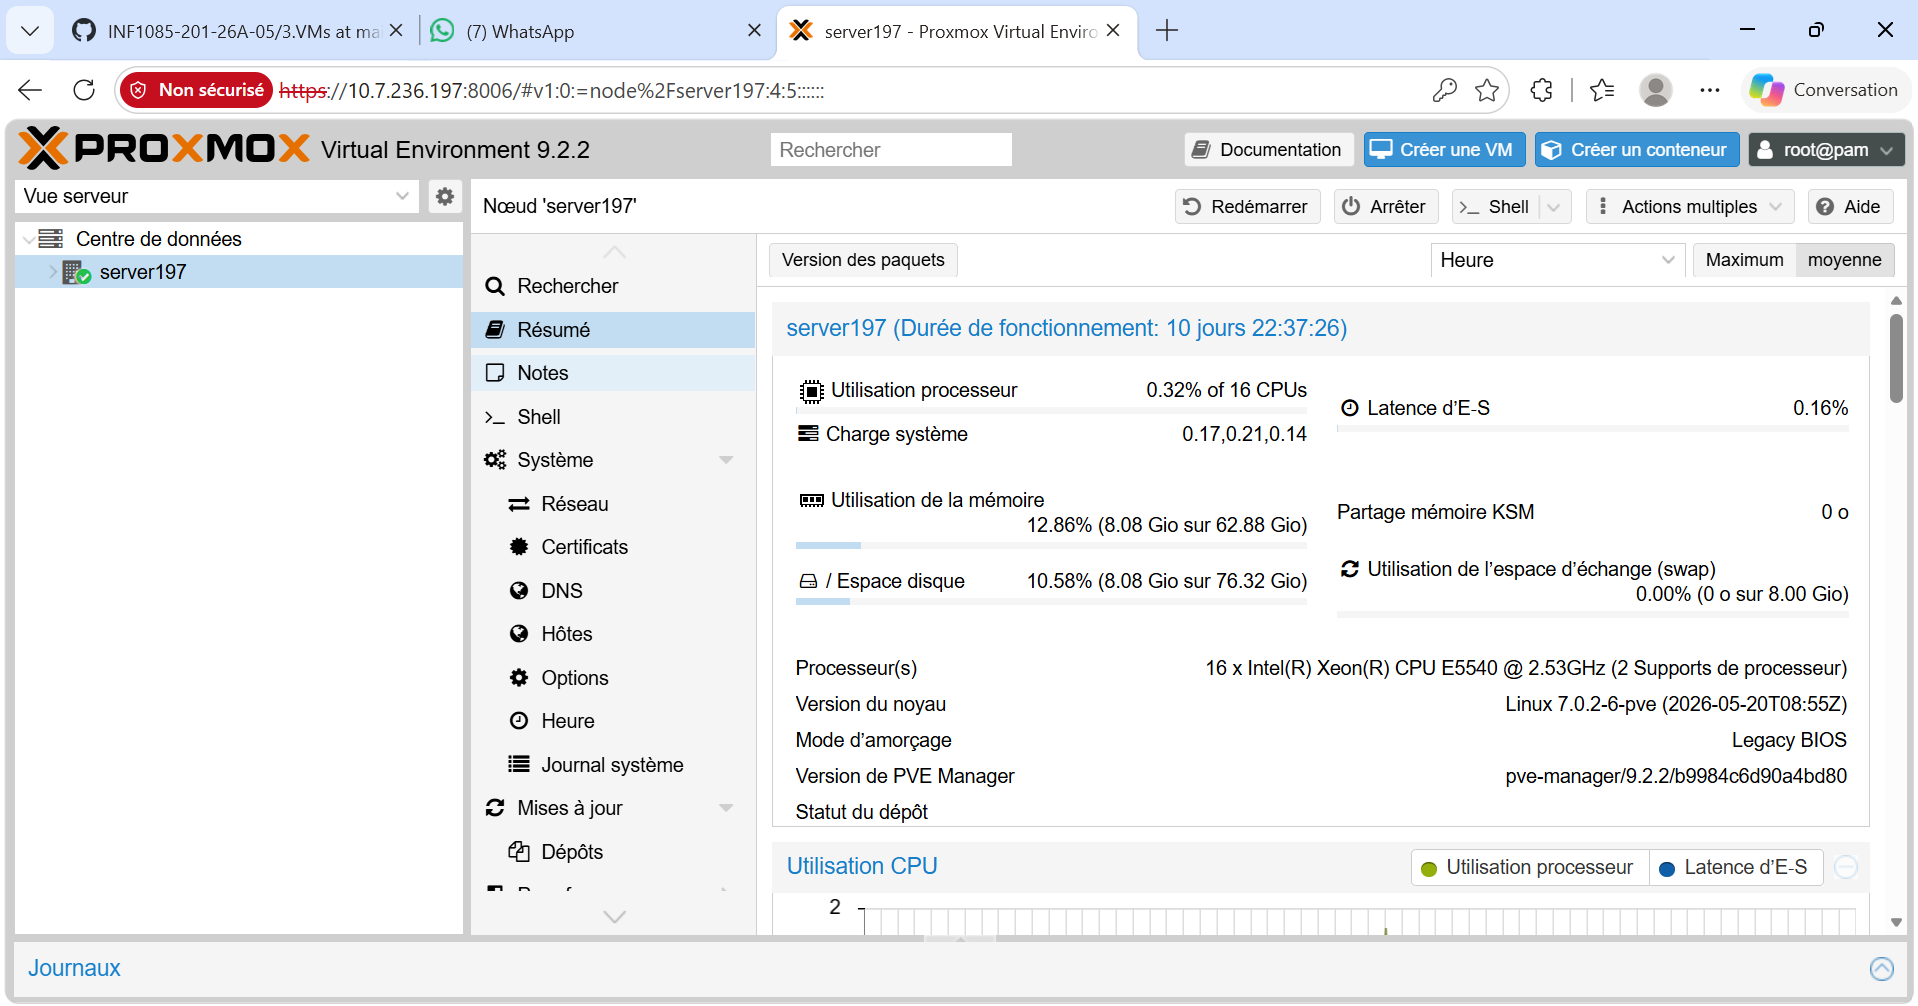 INF1085-201-26A-05/3.VMs at ma
(7) WhatsApp
server197 - Proxmox Virtual Enviro
Non sécurisé
https://10.7.236.197:8006/#v1:0:=node%2Fserver197:4:5::::::
Conversation
PROXMOX Virtual Environment 9.2.2
Rechercher
Documentation
Créer une VM
Créer un conteneur
root@pam
Vue serveur
Nœud 'server197'
Redémarrer
Arrêter
Shell
Actions multiples
Aide
Centre de données
server197
Rechercher
Résumé
Notes
Shell
Système
Réseau
Certificats
DNS
Hôtes
Options
Heure
Journal système
Mises à jour
Dépôts
Version des paquets
Heure
Maximum
moyenne
server197 (Durée de fonctionnement: 10 jours 22:37:26)
Utilisation processeur 0.32% of 16 CPUs
Charge système 0.17,0.21,0.14
Latence d’E-S 0.16%
Utilisation de la mémoire
12.86% (8.08 Gio sur 62.88 Gio)
/ Espace disque 10.58% (8.08 Gio sur 76.32 Gio)
Partage mémoire KSM 0 o
Utilisation de l’espace d’échange (swap)
0.00% (0 o sur 8.00 Gio)
Processeur(s) 16 x Intel(R) Xeon(R) CPU E5540 @ 2.53GHz (2 Supports de processeur)
Version du noyau Linux 7.0.2-6-pve (2026-05-20T08:55Z)
Mode d’amorçage Legacy BIOS
Version de PVE Manager pve-manager/9.2.2/b9984c6d90a4bd80
Statut du dépôt
Utilisation CPU
Utilisation processeur
Latence d’E-S
2
Journaux